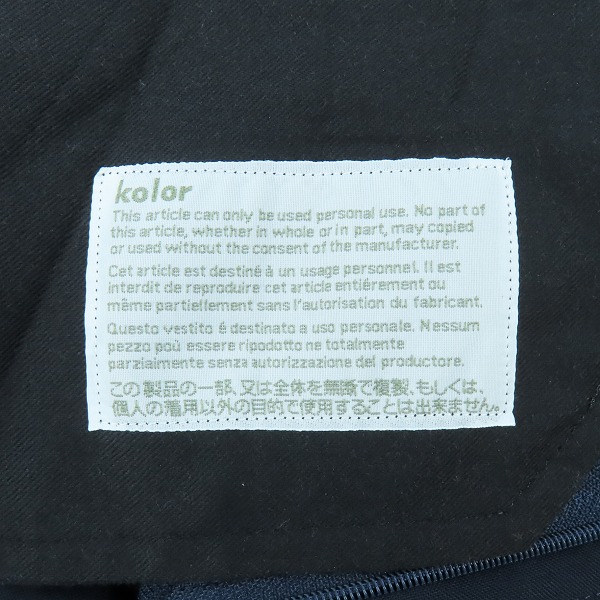 kolor
This article can only be used personal use. No part of
this article, whether in whole or in part, may copied
or used without the consent of the manufacturer.
Cet article est destiné à un usage personnel. Il est
interdit de reproduire cet article entiérement ou
même partiellement sans l'autorisation du fabricant.
Questo vestito é destinato a uso personale. Nessum
pezzo poù essere ripodotto ne totalmente
parzialmente senza autorizzazione del productore.
この製品の一部、又は全体を無断で複製、もしくは、
個人の着用以外の目的で使用することは出来ません。